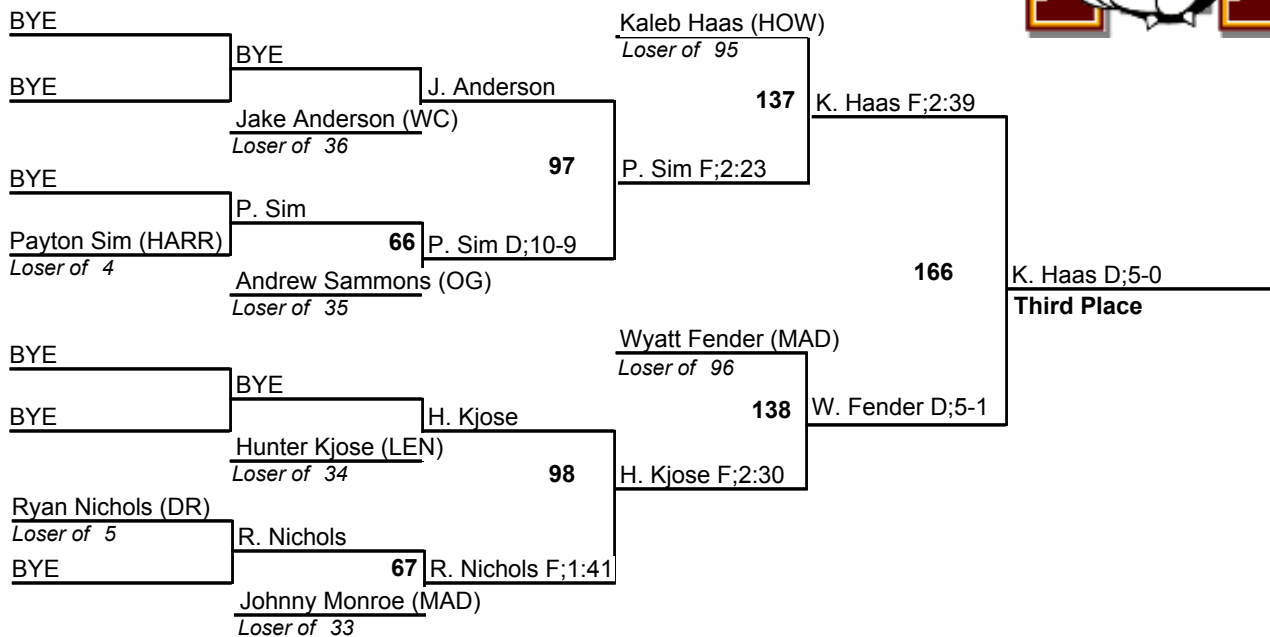 BYE
BYE
BYE
Jake Anderson (WC)
Loser of 36
J. Anderson
BYE
Payton Sim (HARR)
Loser of 4
P. Sim
66
Andrew Sammons (OG)
Loser of 35
P. Sim D;10-9
97
Kaleb Haas (HOW)
Loser of 95
137
P. Sim F;2:23
K. Haas F;2:39
BYE
BYE
BYE
Hunter Kjose (LEN)
Loser of 34
H. Kjose
Ryan Nichols (DR)
Loser of 5
BYE
R. Nichols
67
Johnny Monroe (MAD)
Loser of 33
R. Nichols F;1:41
98
Wyatt Fender (MAD)
Loser of 96
138
H. Kjose F;2:30
W. Fender D;5-1
166
K. Haas D;5-0
Third Place